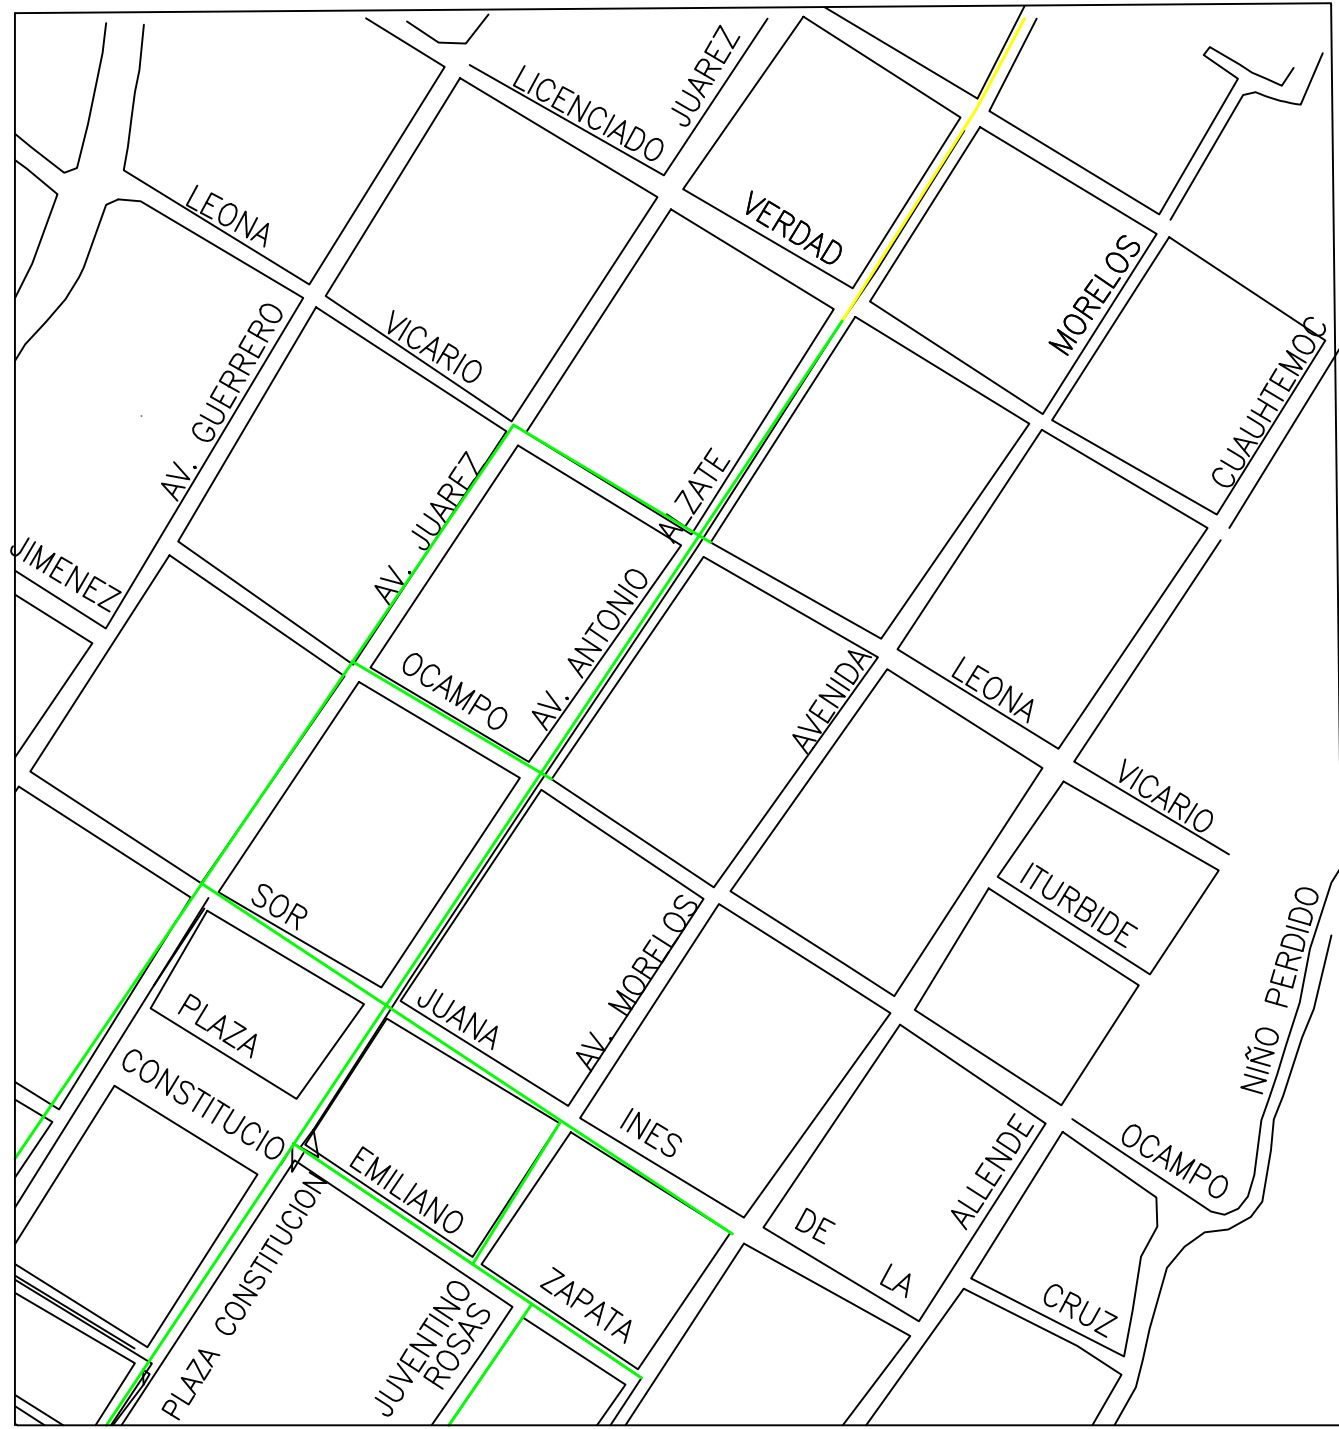 LICENCIADO
JUAREZ
LEONA
VERDAD
MORELOS
VICARIO
AV. GUERRERO
CUAUHTEMOC
AV. JUAREZ
ALZATE
JIMENEZ
OCAMPO
AV. ANTONIO
AVENIDA
LEONA
VICARIO
ITURBIDE
SOR
AV. MORELOS
NIÑO PERDIDO
PLAZA
JUANA
CONSTITUCION
INES
EMILIANO
ALLENDE
OCAMPO
DE
LA
PLAZA CONSTITUCION
ZAPATA
CRUZ
JUVENTINO
ROSAS